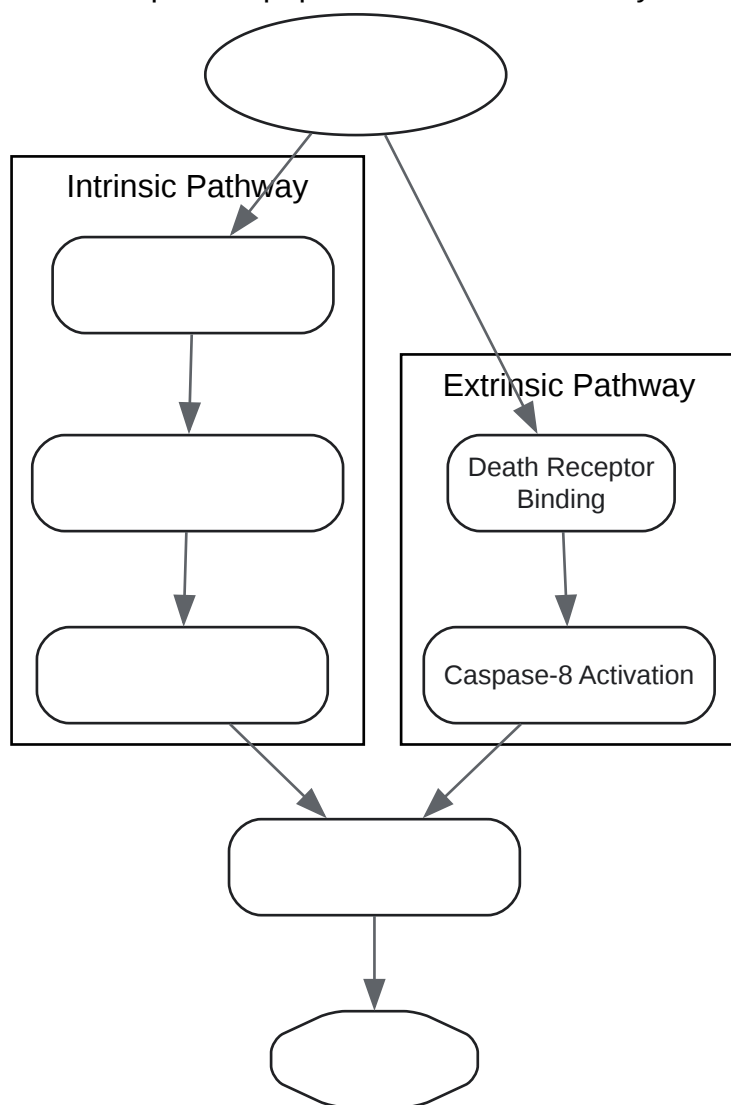 Intrinsic Pathway
Extrinsic Pathway
Death Receptor
Binding
Caspase-8 Activation